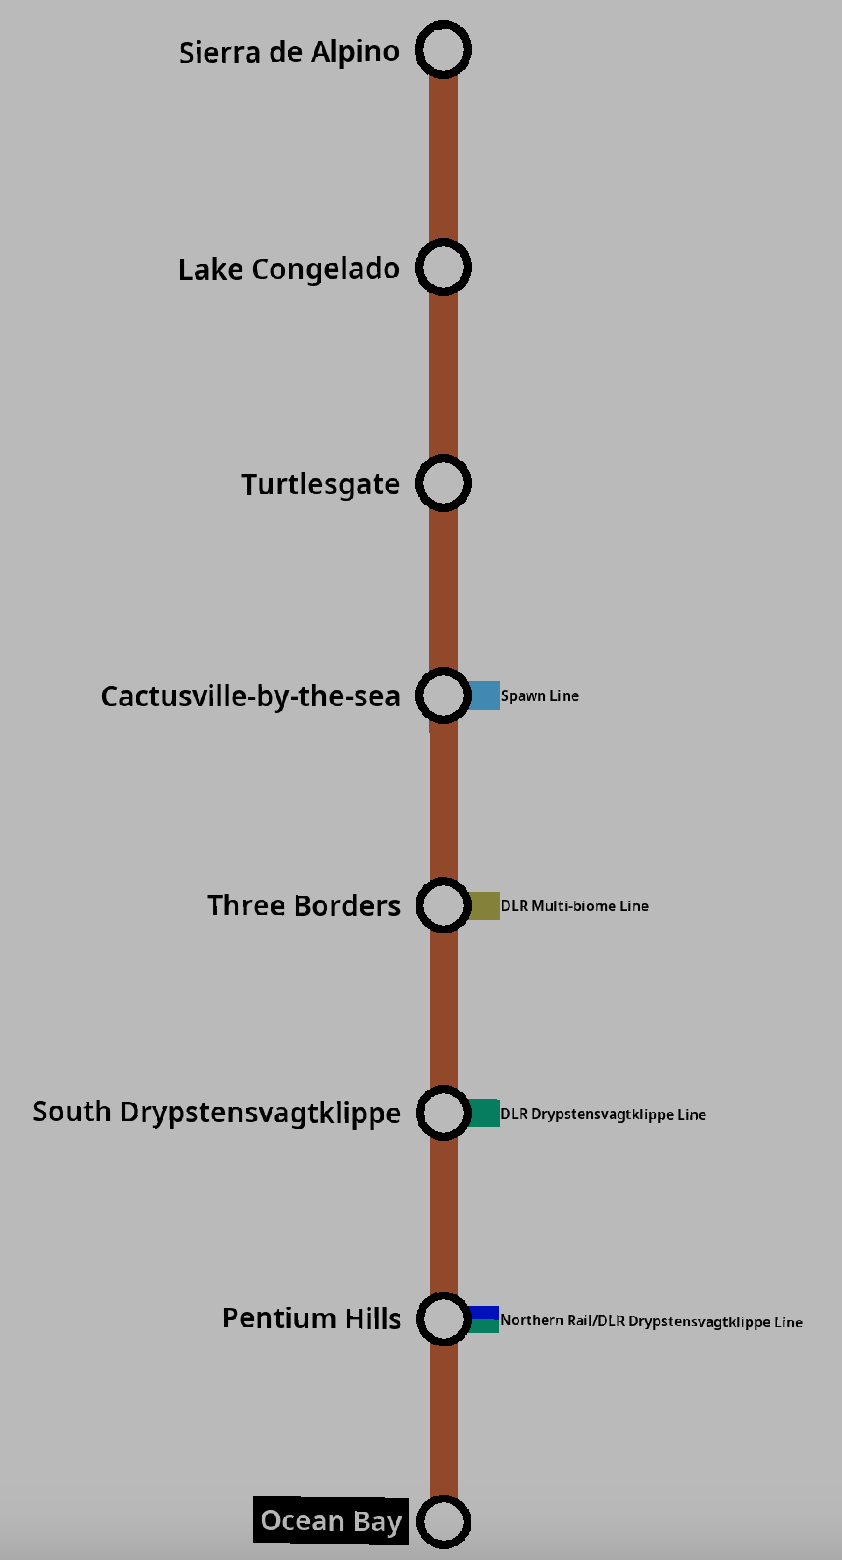 Sierra de Alpino
Lake Congelado
Turtlesgate
Cactusville-by-the-sea
Spawn Line
Three Borders
DLR Multi-biome Line
South Drypstensvagtklippe
DLR Drypstensvagtklippe Line
Pentium Hills
Northern Rail/DLR Drypstensvagtklippe Line
Ocean Bay